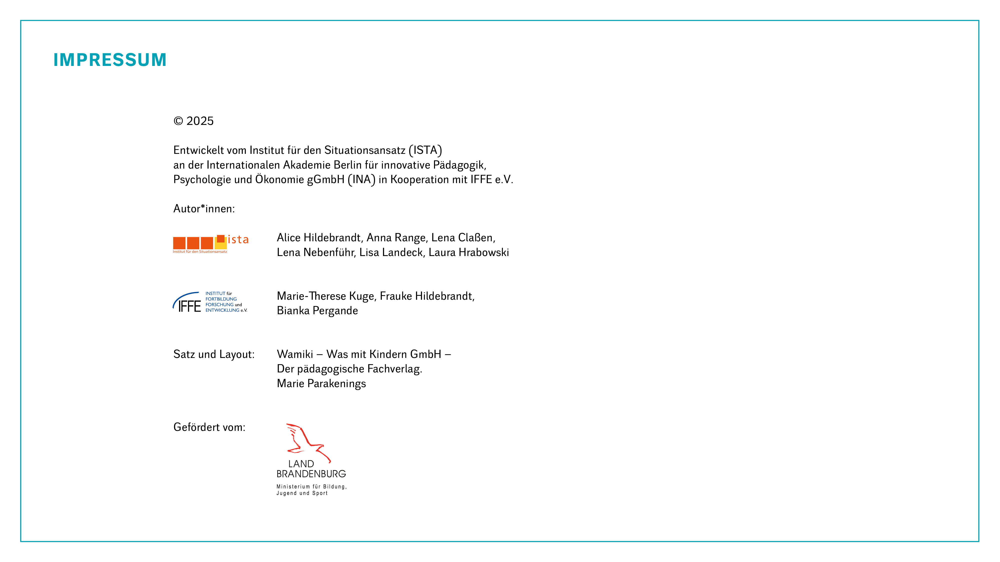 IMPRESSUM
© 2025
Entwickelt vom Institut für den Situationsansatz (ISTA)
an der Internationalen Akademie Berlin für innovative Pädagogik,
Psychologie und Ökonomie gGmbH (INA) in Kooperation mit IFFE e.V.
Autor*innen:
ista
Institut für den Situationsansatz
Alice Hildebrandt, Anna Range, Lena Claßen,
Lena Nebenführ, Lisa Landeck, Laura Hrabowski
IFFE
INSTITUT für
FORTBILDUNG
FORSCHUNG und
ENTWICKLUNG e.V.
Marie-Therese Kuge, Frauke Hildebrandt,
Bianka Pergande
Satz und Layout:
Wamiki – Was mit Kindern GmbH –
Der pädagogische Fachverlag.
Marie Parakenings
Gefördert vom:
LAND
BRANDENBURG
Ministerium für Bildung,
Jugend und Sport